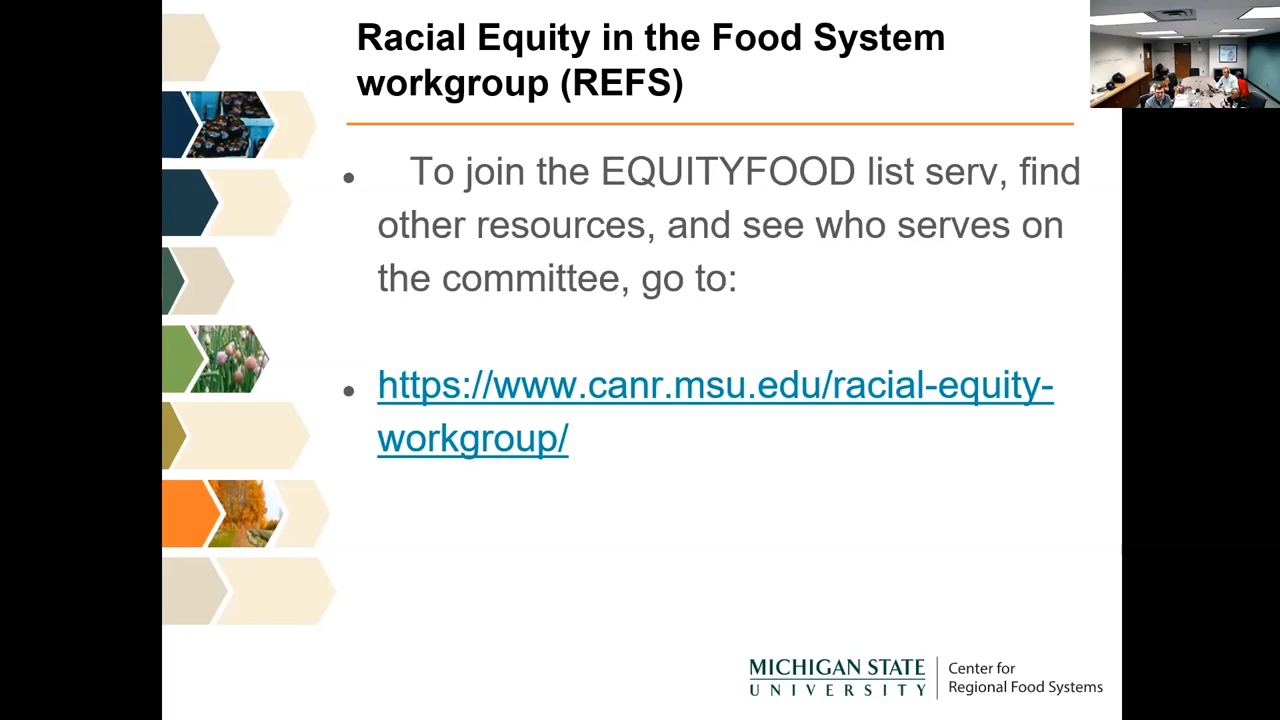 Racial Equity in the Food System
workgroup (REFS)
• To join the EQUITYFOOD list serv, find
other resources, and see who serves on
the committee, go to:
• https://www.canr.msu.edu/racial-equity-
workgroup/
MICHIGAN STATE
UNIVERSITY
Center for
Regional Food Systems